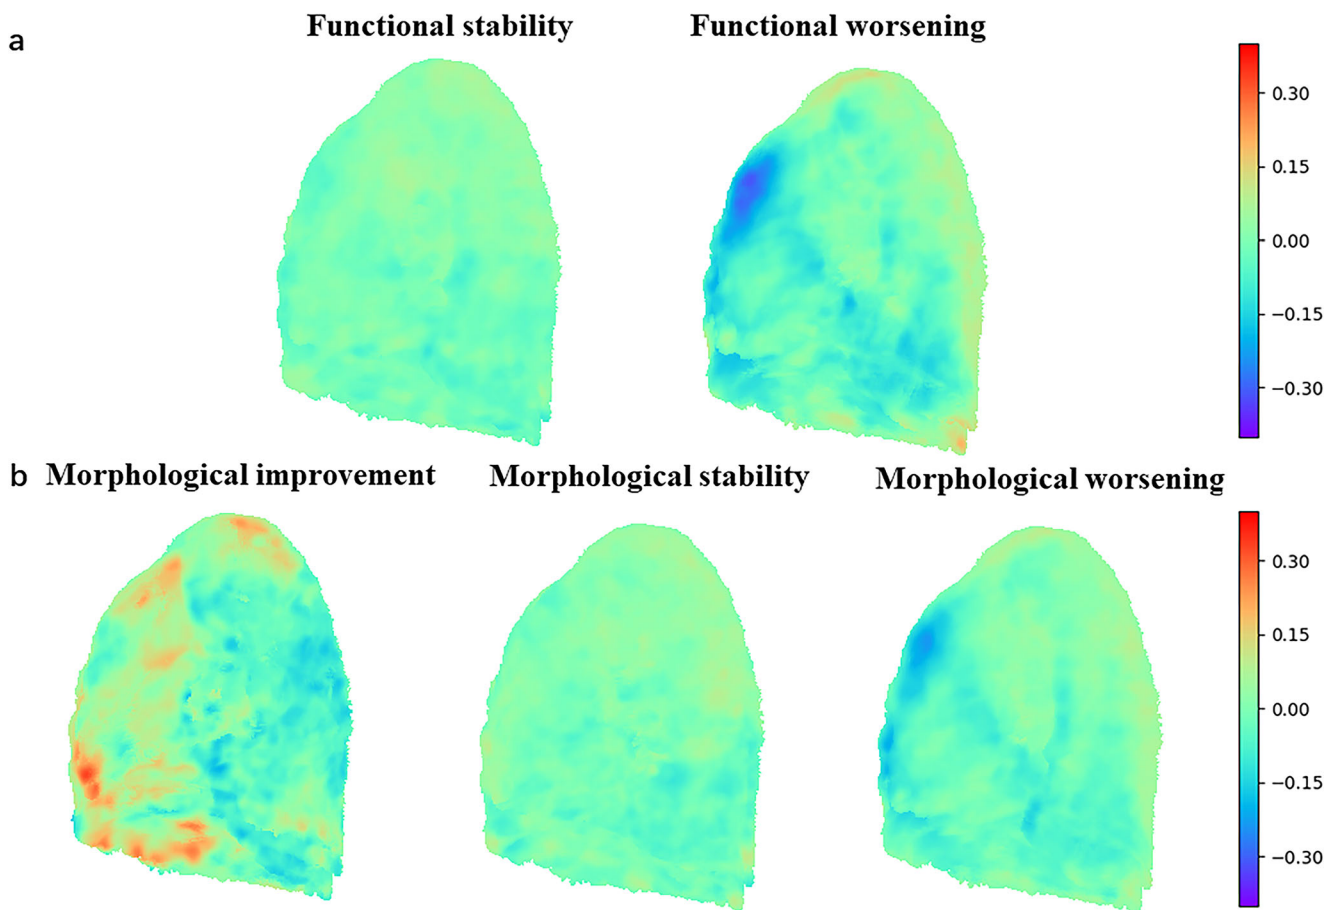 a
Functional stability
Functional worsening
0.30
0.15
0.00
−0.15
−0.30
b
Morphological improvement
Morphological stability
Morphological worsening
0.30
0.15
0.00
−0.15
−0.30